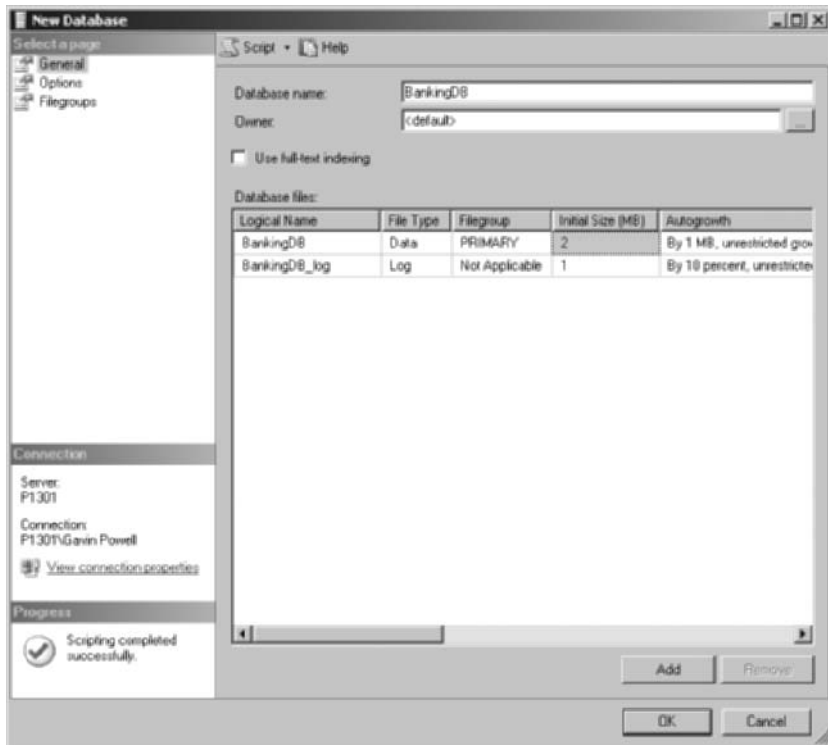 New Database
Select a page
General
Options
Filegroups
Script Help
Database name: BankingDB
Owner: <default>
...
Use full-text indexing
Database files:
Logical Name File Type Filegroup Initial Size (MB) Autogrowth
BankingDB Data PRIMARY 2 By 1 MB, unrestricted grow
BankingDB_log Log Not Applicable 1 By 10 percent, unrestricted
Connection
Server:
P1301
Connection:
P1301\Gavin Powell
View connection properties
Progress
Scripting completed
successfully.
Add Remove
OK Cancel